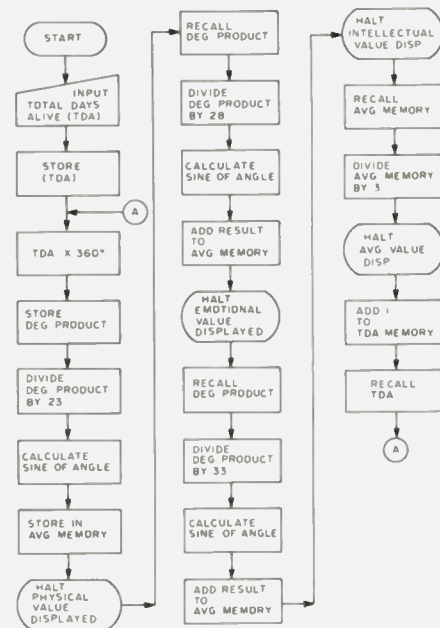 START
INPUT
TOTAL DAYS
ALIVE (TDA)
STORE
(TDA)
A
TDA X 360°
STORE
DEG PRODUCT
DIVIDE
DEG PRODUCT
BY 23
CALCULATE
SINE OF ANGLE
STORE IN
AVG MEMORY
HALT
PHYSICAL
VALUE
DISPLAYED
RECALL
DEG PRODUCT
DIVIDE
DEG PRODUCT
BY 28
CALCULATE
SINE OF ANGLE
ADD RESULT
TO
AVG MEMORY
HALT
EMOTIONAL
VALUE
DISPLAYED
RECALL
DEG PRODUCT
DIVIDE
DEG PRODUCT
BY 33
CALCULATE
SINE OF ANGLE
ADD RESULT
TO
AVG MEMORY
HALT
INTELLECTUAL
VALUE DISP
RECALL
AVG MEMORY
DIVIDE
AVG MEMORY
BY 3
HALT
AVG VALUE
DISP
ADD 1
TO
TDA MEMORY
RECALL
TDA
A